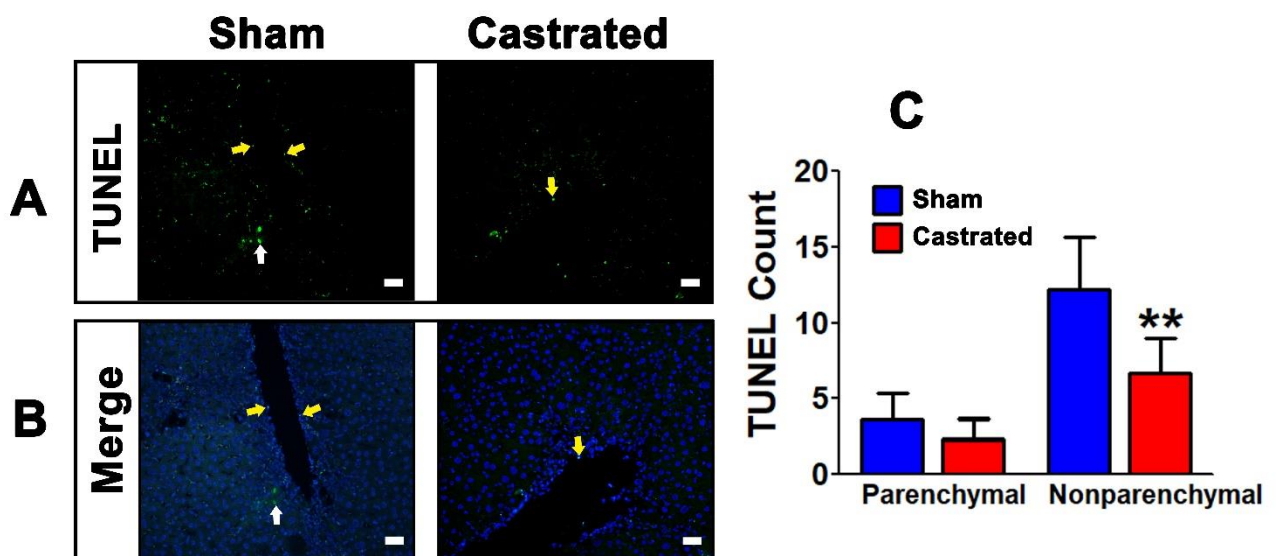 Sham Castrated
A
TUNEL
B
Merge
C
TUNEL Count
20
15
10
5
0
Sham
Castrated
**
Parenchymal Nonparenchymal